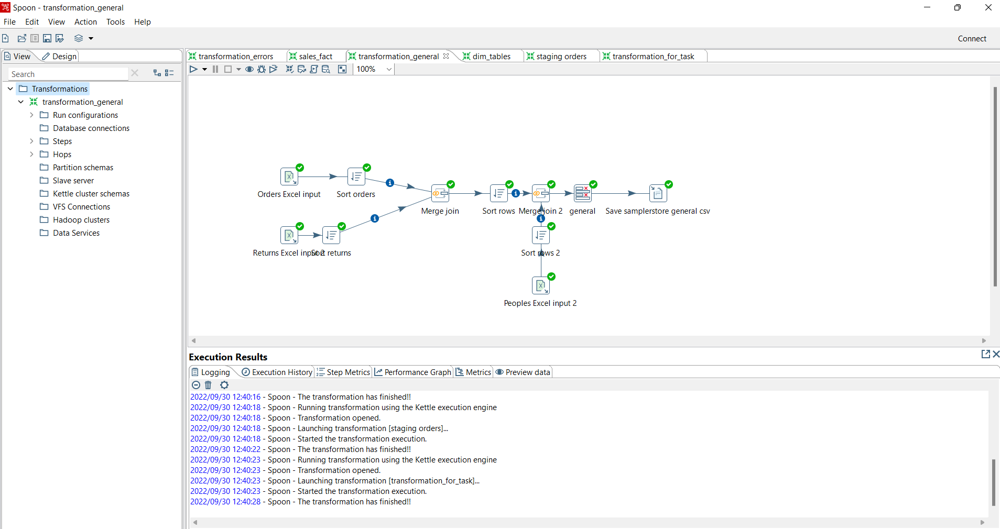 Spoon - transformation_general
File Edit View Action Tools Help
Connect
View Design
transformation_errors sales_fact transformation_general dim_tables staging orders transformation_for_task
Search
100%
Transformations
transformation_general
Run configurations
Database connections
Steps
Hops
Partition schemas
Slave server
Kettle cluster schemas
VFS Connections
Hadoop clusters
Data Services
Orders Excel input Sort orders
Merge join Sort rows Merge join 2 general Save samplerstore general csv
Returns Excel input 2 Sort returns Sort rows 2
Peoples Excel input 2
Execution Results
Logging Execution History Step Metrics Performance Graph Metrics Preview data
2022/09/30 12:40:16 - Spoon - The transformation has finished!!
2022/09/30 12:40:18 - Spoon - Running transformation using the Kettle execution engine
2022/09/30 12:40:18 - Spoon - Transformation opened.
2022/09/30 12:40:18 - Spoon - Launching transformation [staging orders]...
2022/09/30 12:40:18 - Spoon - Started the transformation execution.
2022/09/30 12:40:22 - Spoon - The transformation has finished!!
2022/09/30 12:40:23 - Spoon - Running transformation using the Kettle execution engine
2022/09/30 12:40:23 - Spoon - Transformation opened.
2022/09/30 12:40:23 - Spoon - Launching transformation [transformation_for_task]...
2022/09/30 12:40:23 - Spoon - Started the transformation execution.
2022/09/30 12:40:28 - Spoon - The transformation has finished!!